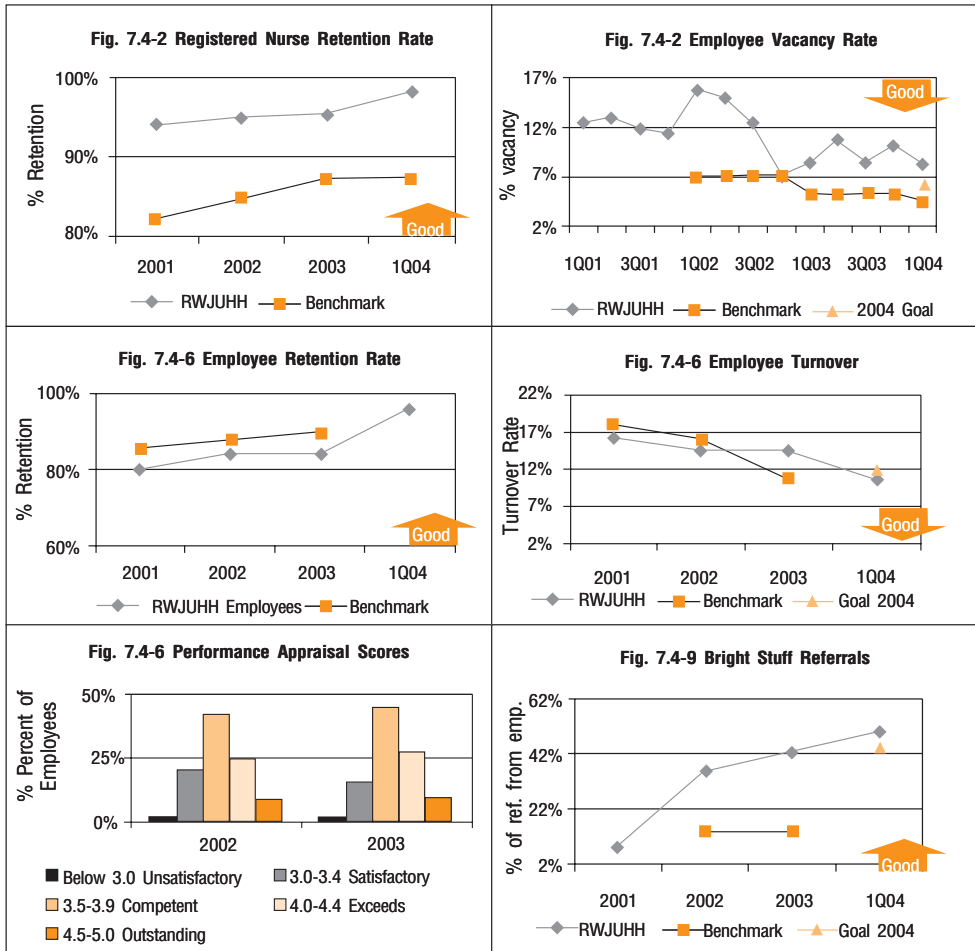 Fig. 7.4-2 Registered Nurse Retention Rate
% Retention
100%
90%
80%
Good
2001 2002 2003 1Q04
RWJUHH Benchmark
Fig. 7.4-2 Employee Vacancy Rate
% vacancy
17%
12%
7%
2%
Good
1Q01 3Q01 1Q02 3Q02 1Q03 3Q03 1Q04
RWJUHH Benchmark 2004 Goal
Fig. 7.4-6 Employee Retention Rate
% Retention
100%
80%
60%
Good
2001 2002 2003 1Q04
RWJUHH Employees Benchmark
Fig. 7.4-6 Employee Turnover
Turnover Rate
22%
17%
12%
7%
2%
Good
2001 2002 2003 1Q04
RWJUHH Benchmark Goal 2004
Fig. 7.4-6 Performance Appraisal Scores
% Percent of
Employees
50%
25%
0%
2002 2003
Below 3.0 Unsatisfactory 3.0-3.4 Satisfactory
3.5-3.9 Competent 4.0-4.4 Exceeds
4.5-5.0 Outstanding
Fig. 7.4-9 Bright Stuff Referrals
% of ref. from emp.
62%
42%
22%
2%
Good
2001 2002 2003 1Q04
RWJUHH Benchmark Goal 2004